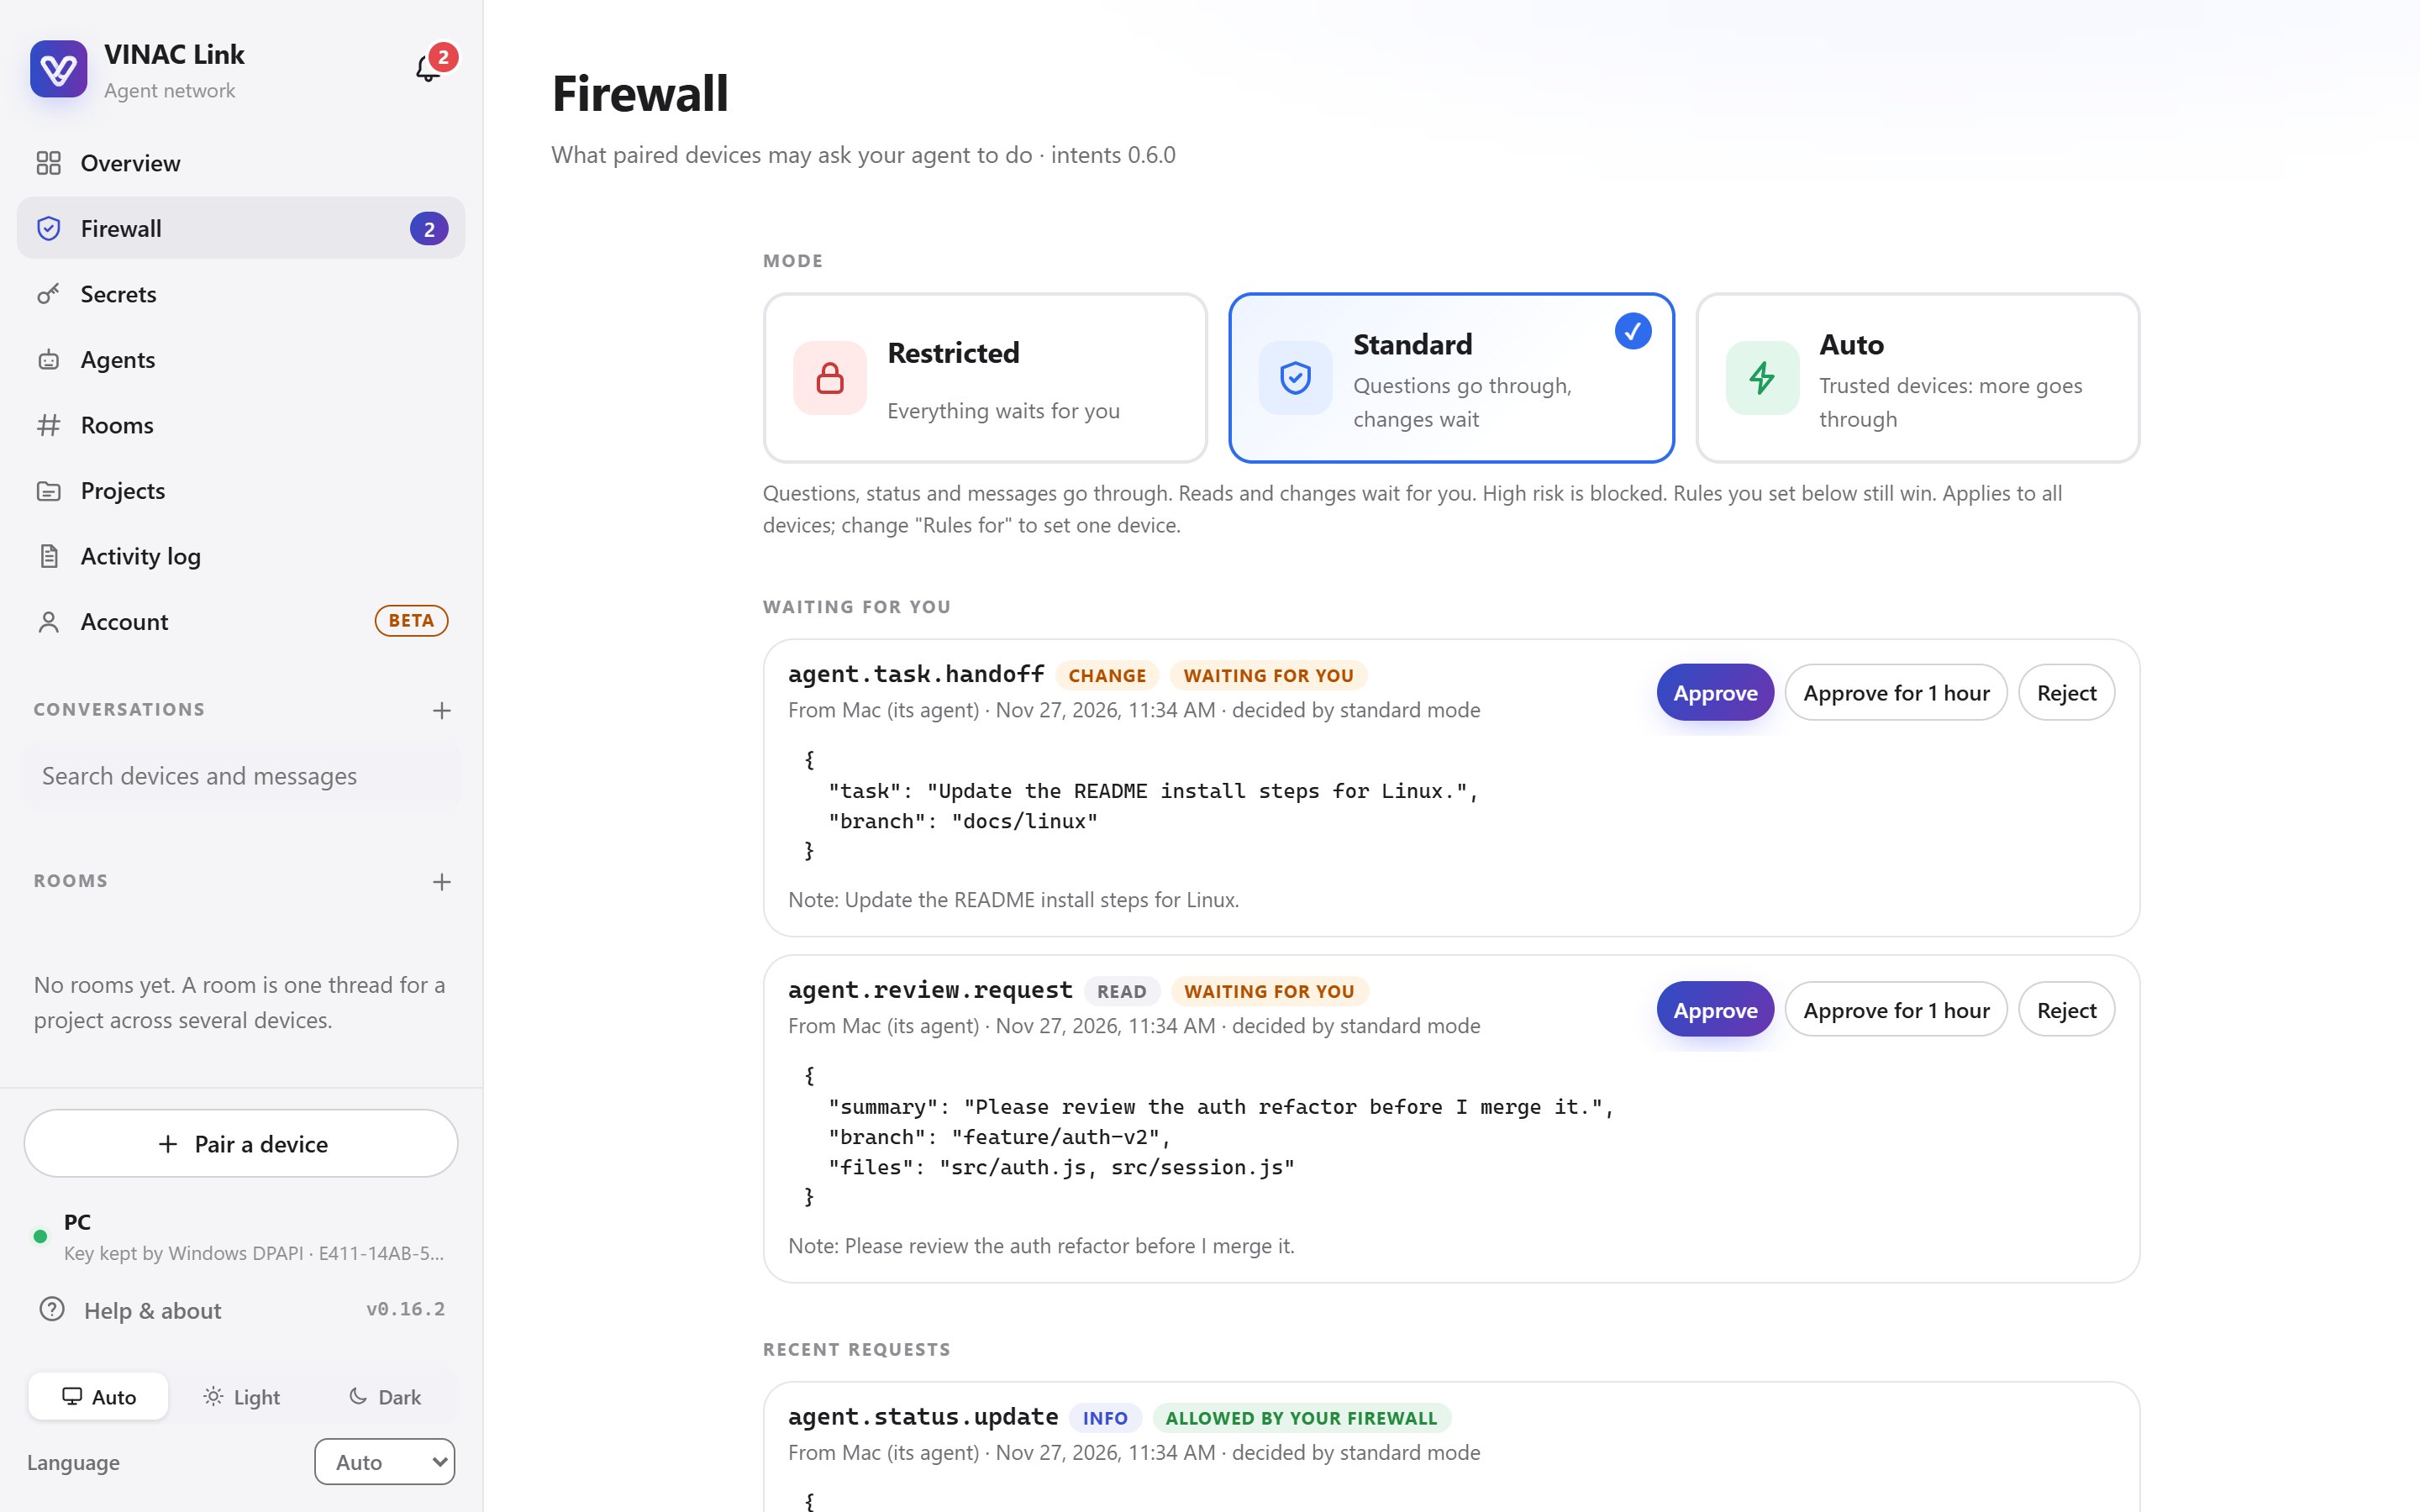 VINAC Link
Agent network
2
Overview
Firewall
2
Secrets
Agents
Rooms
Projects
Activity log
Account
BETA
CONVERSATIONS
Search devices and messages
ROOMS
No rooms yet. A room is one thread for a
project across several devices.
Pair a device
PC
Key kept by Windows DPAPI · E411-14AB-5...
Help & about
v0.16.2
Auto
Light
Dark
Language
Auto
Firewall
What paired devices may ask your agent to do · intents 0.6.0
MODE
Restricted
Everything waits for you
Standard
Questions go through,
changes wait
Auto
Trusted devices: more goes
through
Questions, status and messages go through. Reads and changes wait for you. High risk is blocked. Rules you set below still win. Applies to all
devices; change "Rules for" to set one device.
WAITING FOR YOU
agent.task.handoff CHANGE WAITING FOR YOU
From Mac (its agent) · Nov 27, 2026, 11:34 AM · decided by standard mode
Approve
Approve for 1 hour
Reject
{
"task": "Update the README install steps for Linux.",
"branch": "docs/linux"
}
Note: Update the README install steps for Linux.
agent.review.request READ WAITING FOR YOU
From Mac (its agent) · Nov 27, 2026, 11:34 AM · decided by standard mode
Approve
Approve for 1 hour
Reject
{
"summary": "Please review the auth refactor before I merge it.",
"branch": "feature/auth-v2",
"files": "src/auth.js, src/session.js"
}
Note: Please review the auth refactor before I merge it.
RECENT REQUESTS
agent.status.update INFO ALLOWED BY YOUR FIREWALL
From Mac (its agent) · Nov 27, 2026, 11:34 AM · decided by standard mode
{